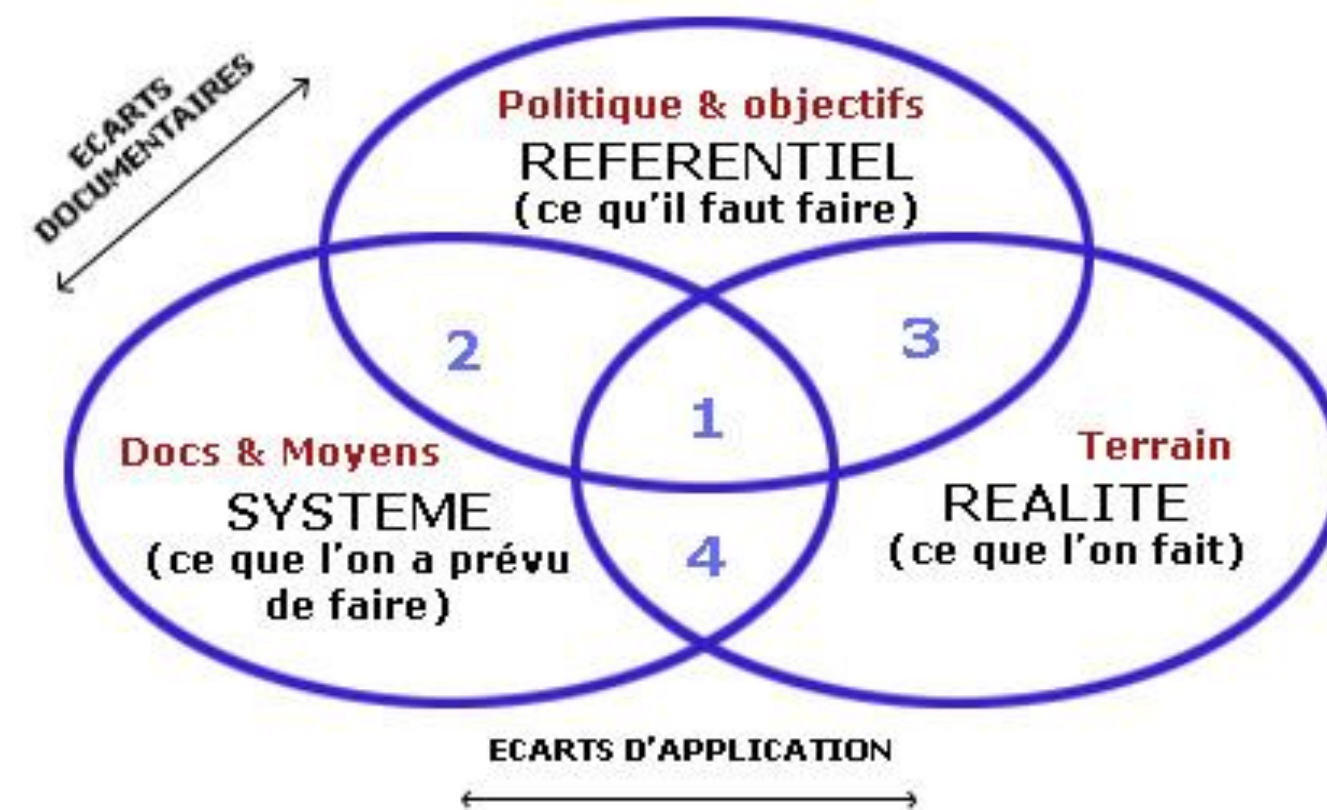 ECARTS
DOCUMENTAIRES
Politique & objectifs
REFERENTIEL
(ce qu'il faut faire)
2
3
1
Docs & Moyens
SYSTEME
(ce que l'on a prévu
de faire)
Terrain
REALITE
(ce que l'on fait)
4
ECARTS D'APPLICATION